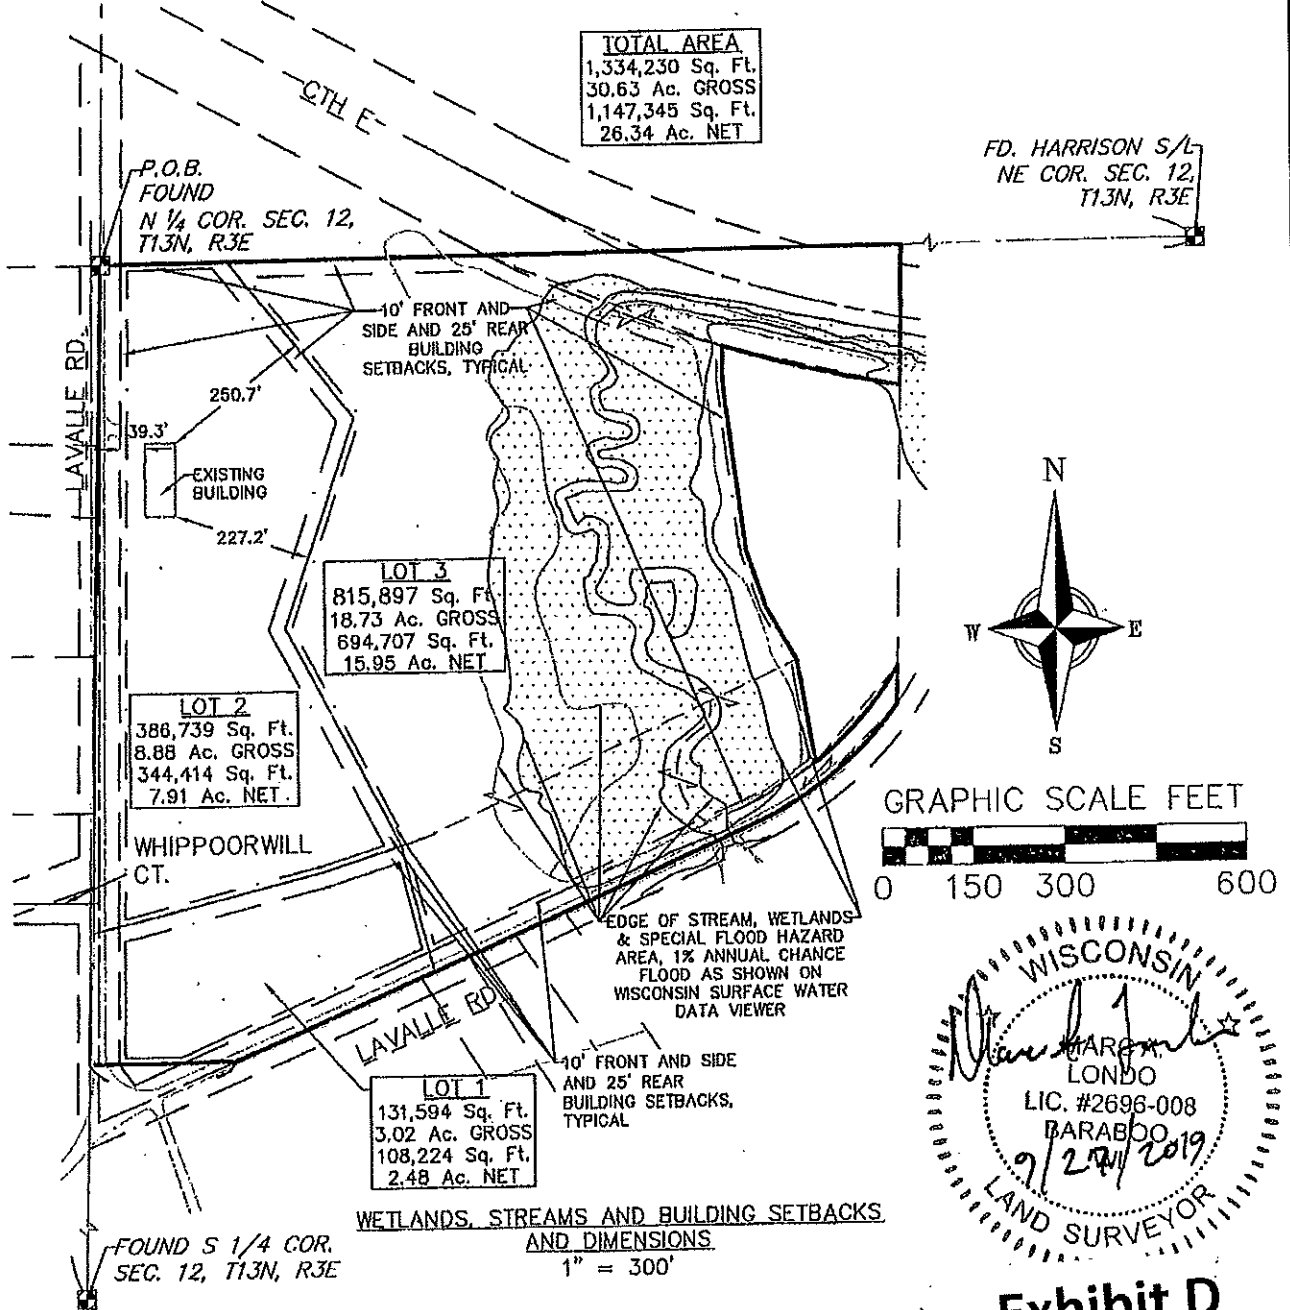 TOTAL AREA
1,334,230 Sq. Ft.
30.63 Ac. GROSS
1,147,345 Sq. Ft.
26.34 Ac. NET
CTH E
P.O.B.
FOUND
N 1/4 COR. SEC. 12,
T13N, R3E
FD. HARRISON S/L
NE COR. SEC. 12,
T13N, R3E
LAVALLE RD.
10' FRONT AND
SIDE AND 25' REAR
BUILDING
SETBACKS, TYPICAL
250.7'
39.3'
EXISTING
BUILDING
227.2'
N
W
E
S
LOT 3
815,897 Sq. Ft.
18.73 Ac. GROSS
694,707 Sq. Ft.
15.95 Ac. NET
LOT 2
386,739 Sq. Ft.
8.88 Ac. GROSS
344,414 Sq. Ft.
7.91 Ac. NET
WHIPPOORWILL
CT.
GRAPHIC SCALE FEET
0 150 300 600
EDGE OF STREAM, WETLANDS
& SPECIAL FLOOD HAZARD
AREA, 1% ANNUAL CHANCE
FLOOD AS SHOWN ON
WISCONSIN SURFACE WATER
DATA VIEWER
LAVALLE RD.
10' FRONT AND SIDE
AND 25' REAR
BUILDING SETBACKS,
TYPICAL
LOT 1
131,594 Sq. Ft.
3.02 Ac. GROSS
108,224 Sq. Ft.
2.48 Ac. NET
WISCONSIN
MARC A.
LONDO
LIC. #2696-008
BARABOO
9/27/2019
LAND SURVEYOR
WETLANDS, STREAMS AND BUILDING SETBACKS
AND DIMENSIONS
1" = 300'
FOUND S 1/4 COR.
SEC. 12, T13N, R3E
Exhibit D